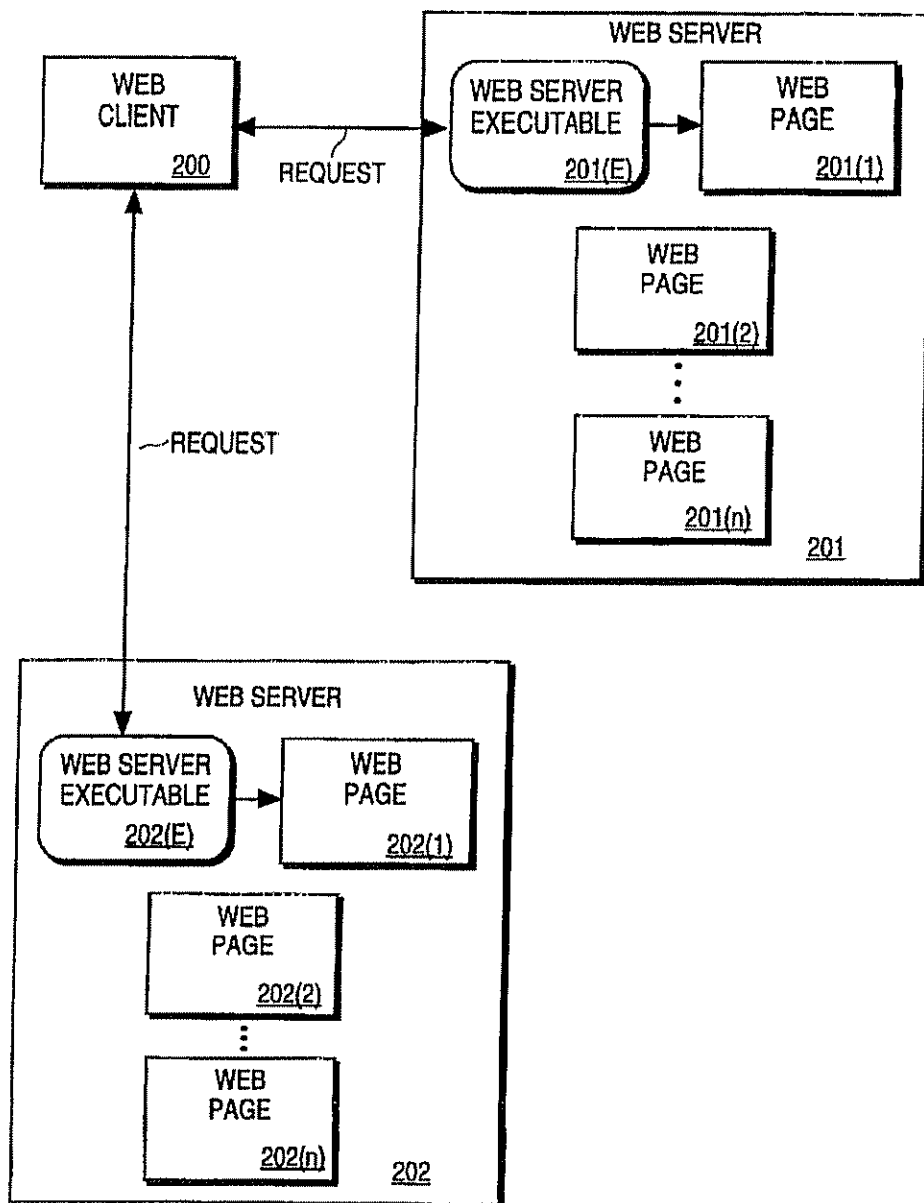 WEB SERVER
WEB
CLIENT
200
REQUEST
WEB SERVER
EXECUTABLE
201(E)
WEB
PAGE
201(1)
WEB
PAGE
201(2)
WEB
PAGE
201(n)
201
REQUEST
WEB SERVER
WEB SERVER
EXECUTABLE
202(E)
WEB
PAGE
202(1)
WEB
PAGE
202(2)
WEB
PAGE
202(n)
202